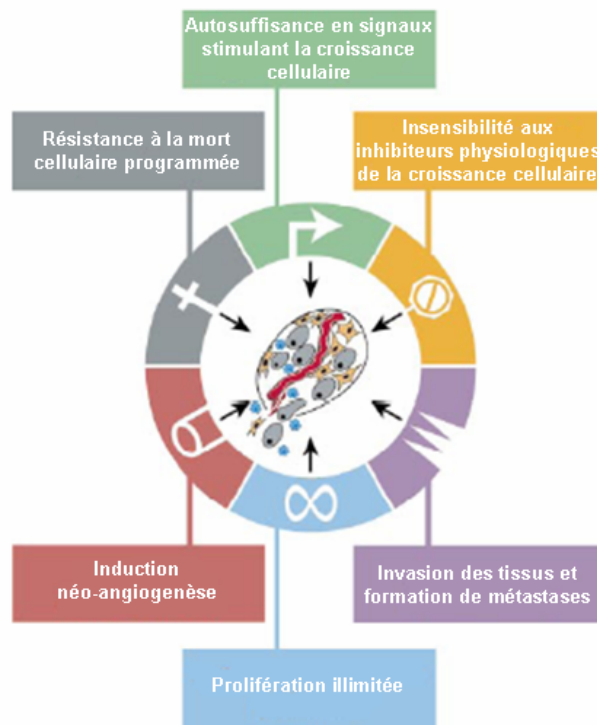 Autosuffisance en signaux
stimulant la croissance
cellulaire
Résistance à la mort
cellulaire programmée
Insensibilité aux
inhibiteurs physiologiques
de la croissance cellulaire
Induction
néo-angiogenèse
Invasion des tissus et
formation de métastases
Prolifération illimitée